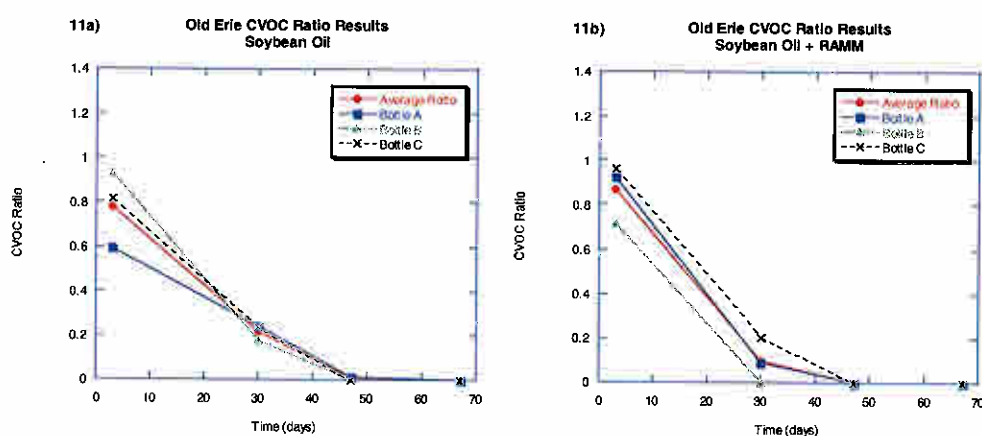 11a)
Old Erie CVOC Ratio Results
Soybean Oil
1.4
1.2
1
0.8
0.6
0.4
0.2
0
CVOC Ratio
Average Ratio
Bottle A
Bottle B
Bottle C
0 10 20 30 40 50 60 70
Time (days)
11b)
Old Erie CVOC Ratio Results
Soybean Oil + RAMM
1.4
1.2
1
0.8
0.6
0.4
0.2
0
CVOC Ratio
Average Ratio
Bottle A
Bottle B
Bottle C
0 10 20 30 40 50 60 70
Time (days)